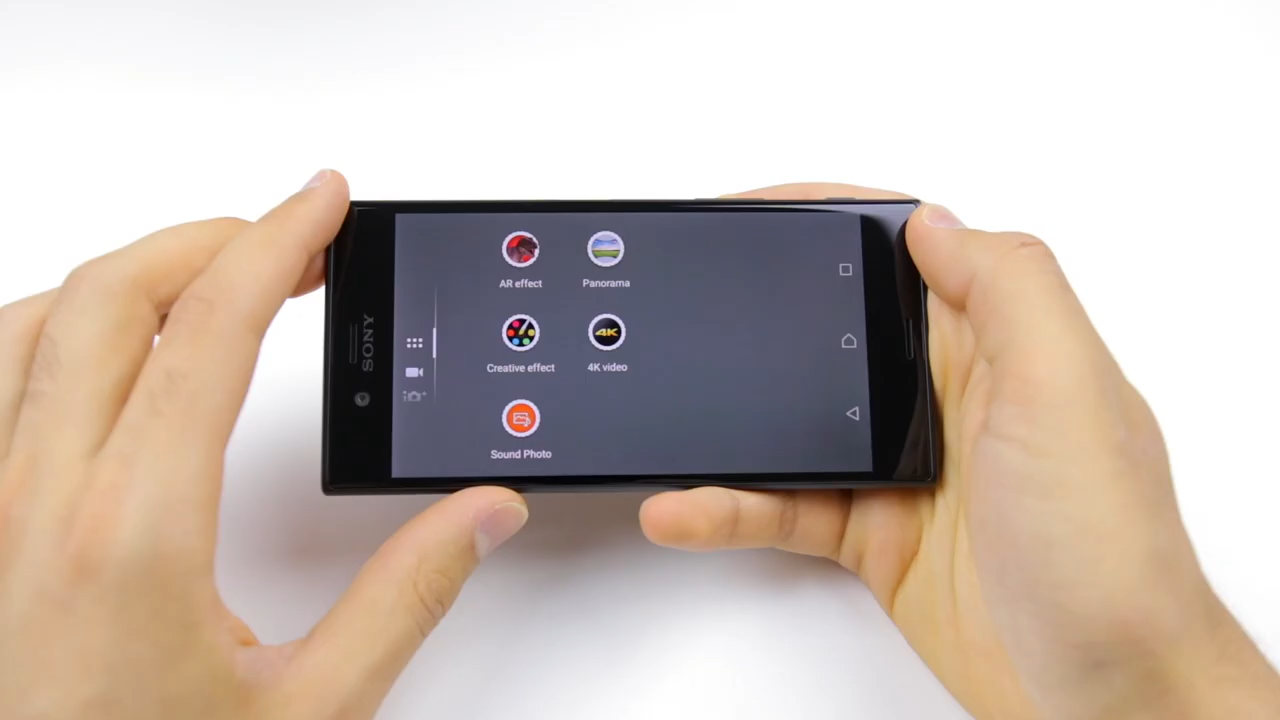 SONY
AR effect
Panorama
Creative effect
4K
4K video
Sound Photo